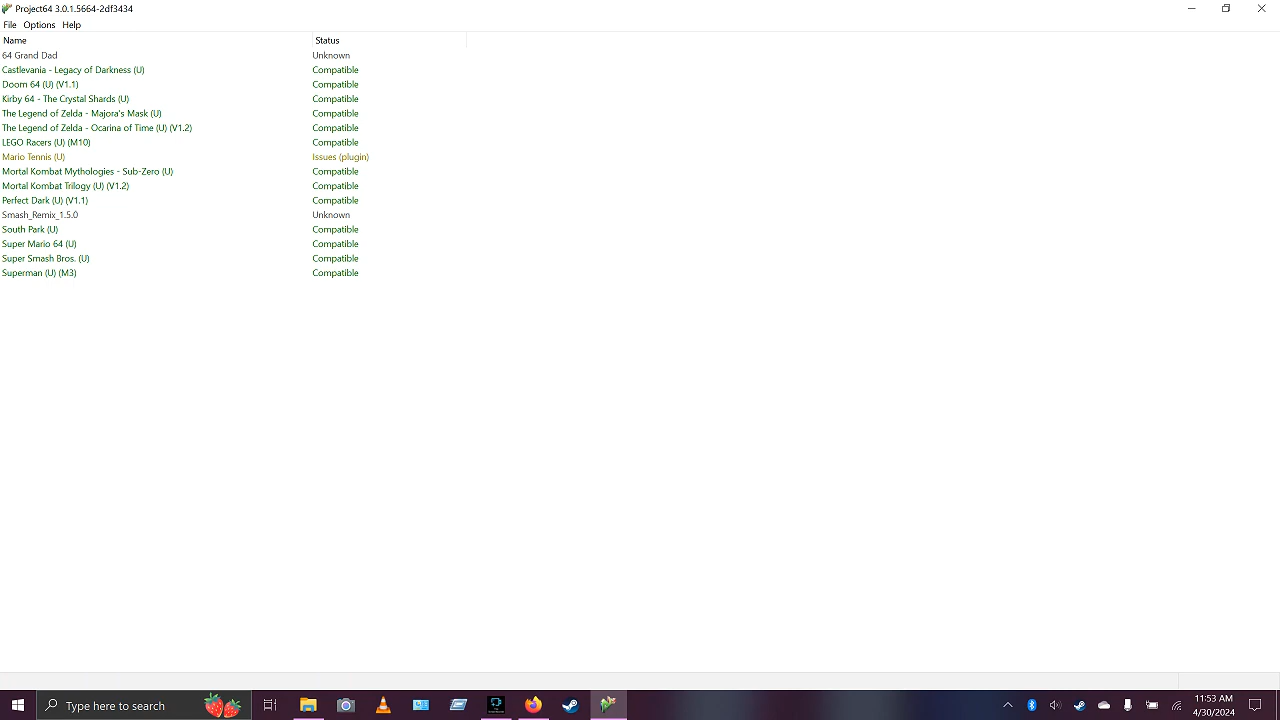 Project64 3.0.1.5664-2df3434
File Options Help
Name Status
64 Grand Dad Unknown
Castlevania - Legacy of Darkness (U) Compatible
Doom 64 (U) (V1.1) Compatible
Kirby 64 - The Crystal Shards (U) Compatible
The Legend of Zelda - Majora's Mask (U) Compatible
The Legend of Zelda - Ocarina of Time (U) (V1.2) Compatible
LEGO Racers (U) (M10) Compatible
Mario Tennis (U) Issues (plugin)
Mortal Kombat Mythologies - Sub-Zero (U) Compatible
Mortal Kombat Trilogy (U) (V1.2) Compatible
Perfect Dark (U) (V1.1) Compatible
Smash_Remix_1.5.0 Unknown
South Park (U) Compatible
Super Mario 64 (U) Compatible
Super Smash Bros. (U) Compatible
Superman (U) (M3) Compatible
Type here to search
11:53 AM
4/30/2024